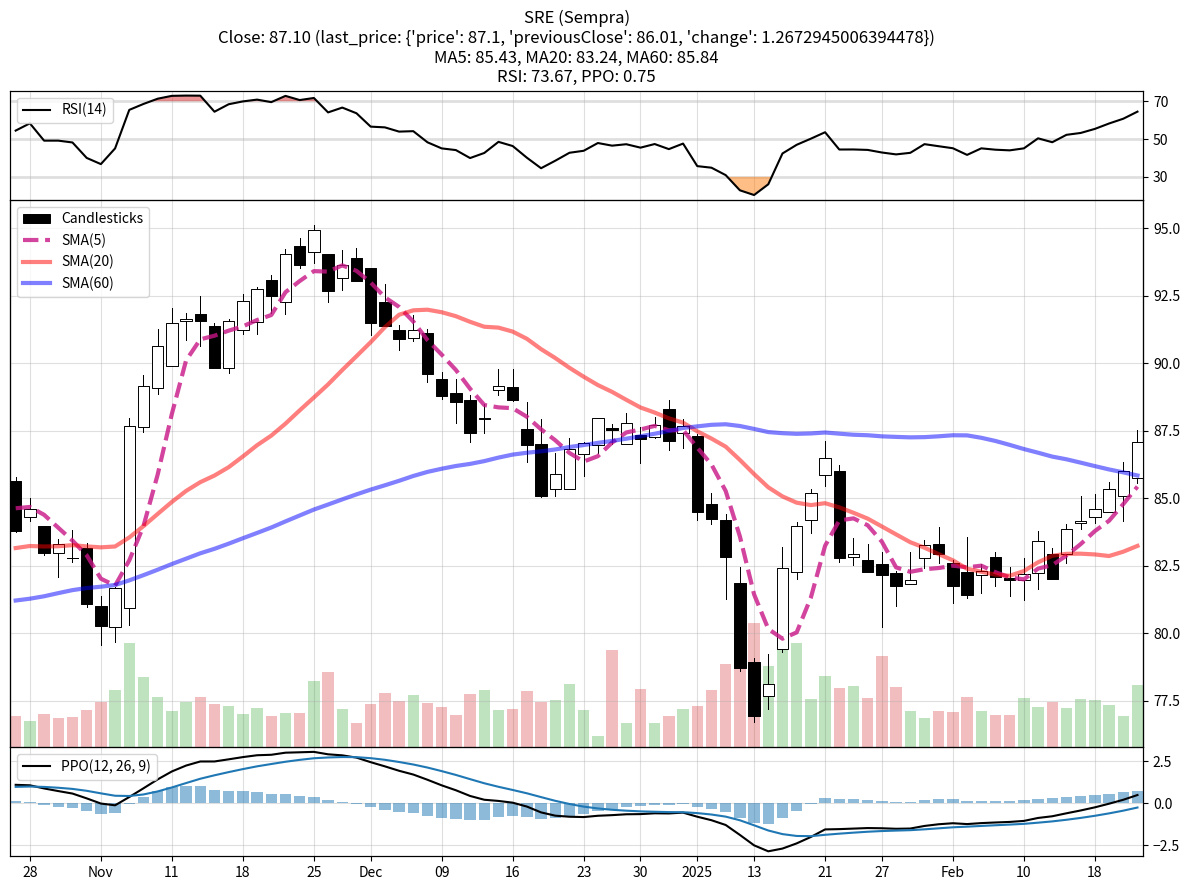 SRE (Sempra)
Close: 87.10 (last_price: {'price': 87.1, 'previousClose': 86.01, 'change': 1.2672945006394478})
MA5: 85.43, MA20: 83.24, MA60: 85.84
RSI: 73.67, PPO: 0.75
RSI(14)
70
50
30
Candlesticks
SMA(5)
SMA(20)
SMA(60)
95.0
92.5
90.0
87.5
85.0
82.5
80.0
77.5
PPO(12, 26, 9)
2.5
0.0
−2.5
28 Nov 11 18 25 Dec 09 16 23 30 2025 13 21 27 Feb 10 18